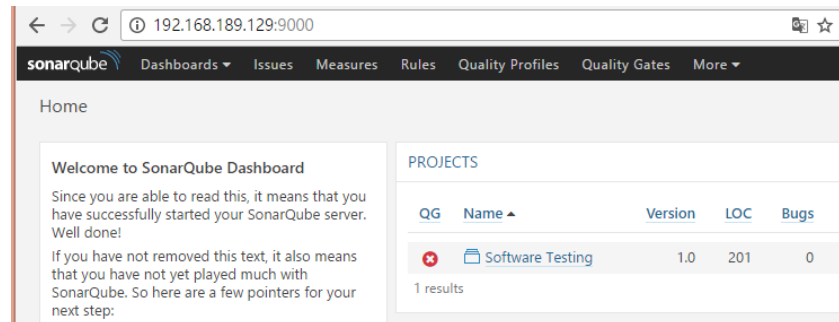 192.168.189.129:9000
sonarqube Dashboards Issues Measures Rules Quality Profiles Quality Gates More
Home
Welcome to SonarQube Dashboard
Since you are able to read this, it means that you
have successfully started your SonarQube server.
Well done!
If you have not removed this text, it also means
that you have not yet played much with
SonarQube. So here are a few pointers for your
next step:
PROJECTS
QG Name Version LOC Bugs
Software Testing 1.0 201 0
1 results